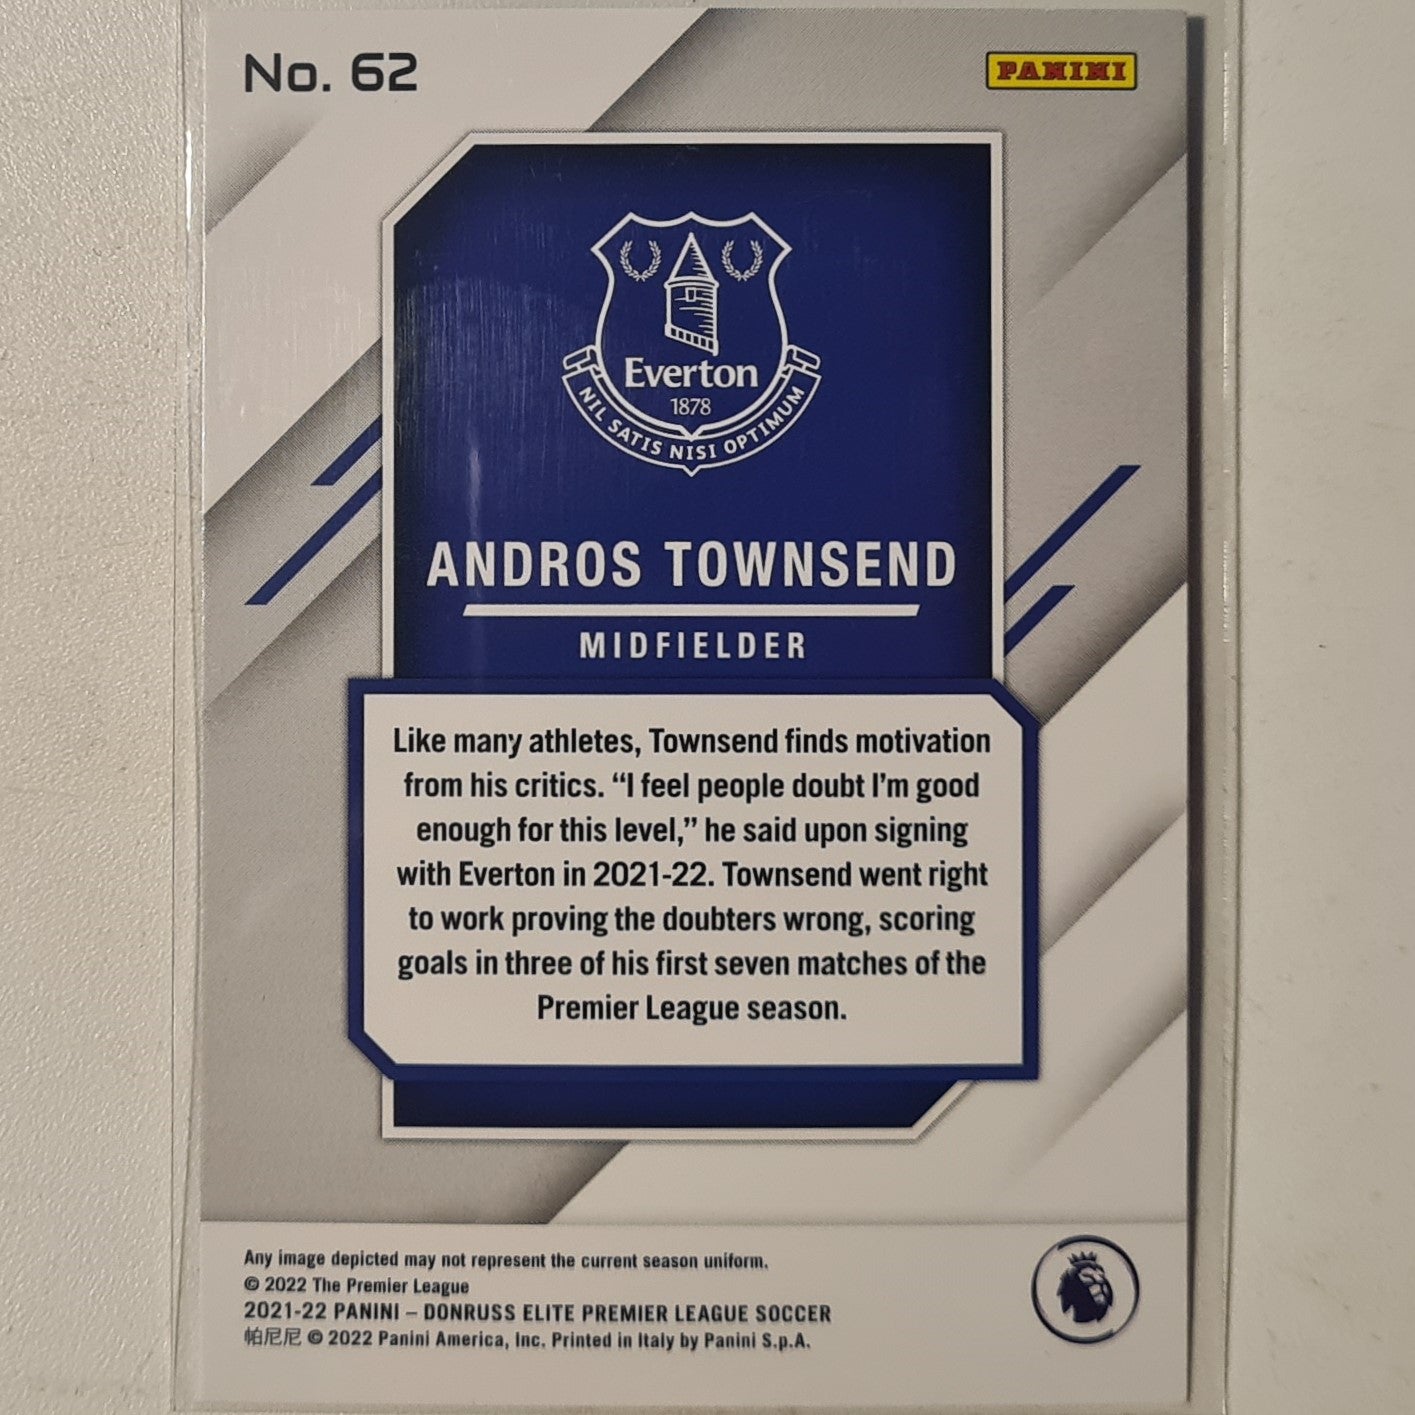 No. 62
PANINI
Everton
1878
NIL SATIS NISI OPTIMUM
ANDROS TOWNSEND
MIDFIELDER
Like many athletes, Townsend finds motivation
from his critics. “I feel people doubt I’m good
enough for this level,” he said upon signing
with Everton in 2021-22. Townsend went right
to work proving the doubters wrong, scoring
goals in three of his first seven matches of the
Premier League season.
Any image depicted may not represent the current season uniform.
© 2022 The Premier League
2021-22 PANINI – DONRUSS ELITE PREMIER LEAGUE SOCCER
帕尼尼 © 2022 Panini America, Inc. Printed in Italy by Panini S.p.A.